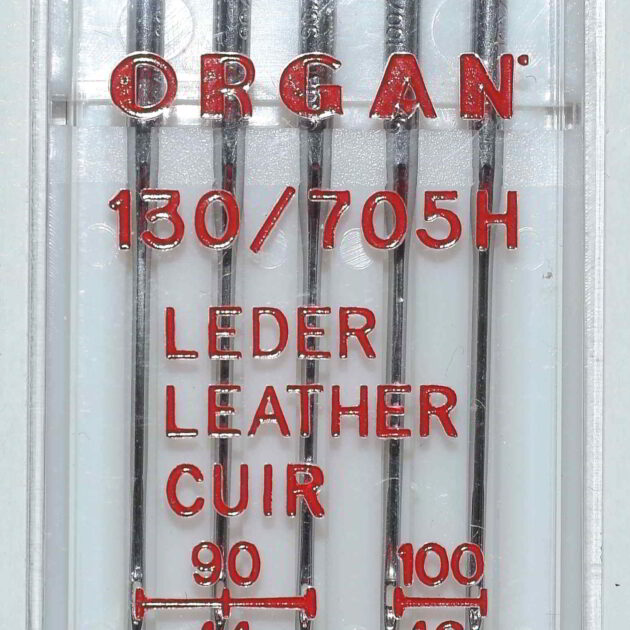 ORGAN
130/705H
LEDER
LEATHER
CUIR
90 100